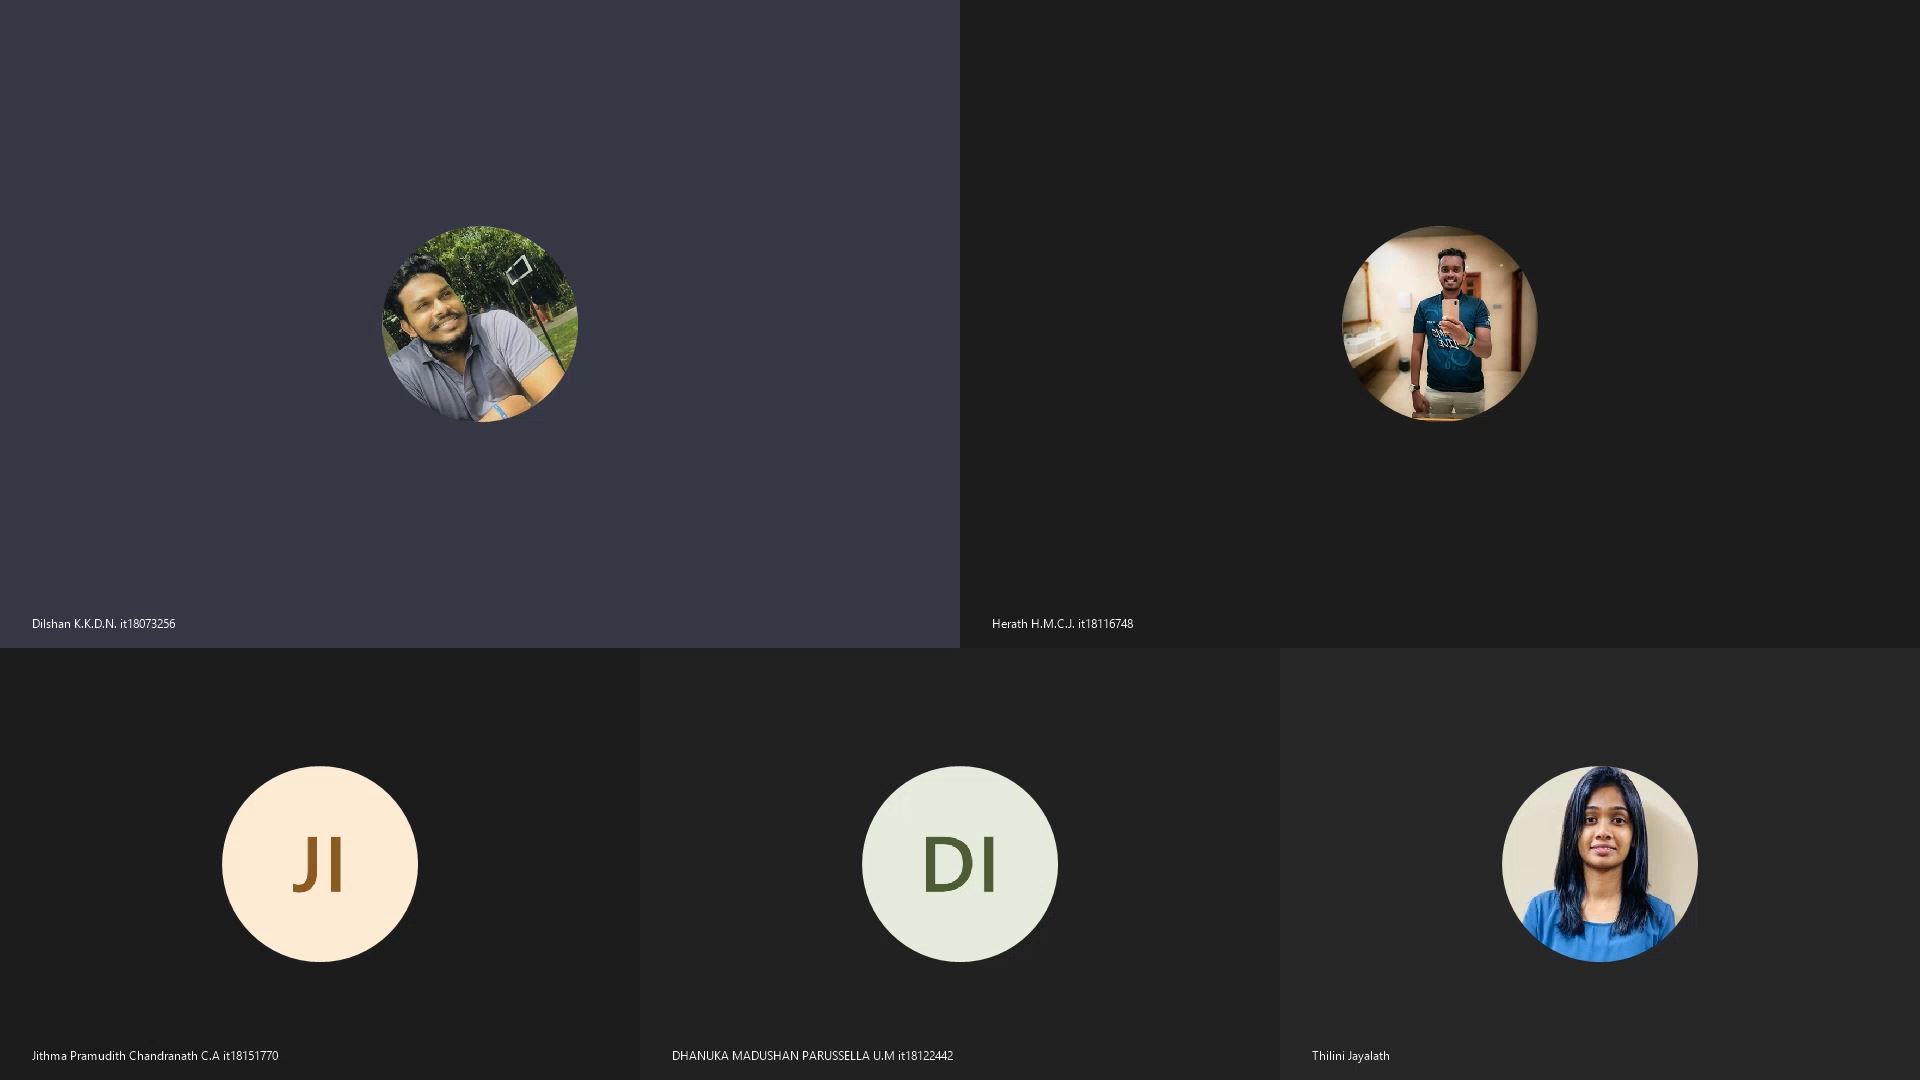 Dilshan K.K.D.N. it18073256
Herath H.M.C.J. it18116748
JI
DI
Jithma Pramudith Chandranath C.A it18151770
DHANUKA MADUSHAN PARUSSELLA U.M it18122442
Thilini Jayalath